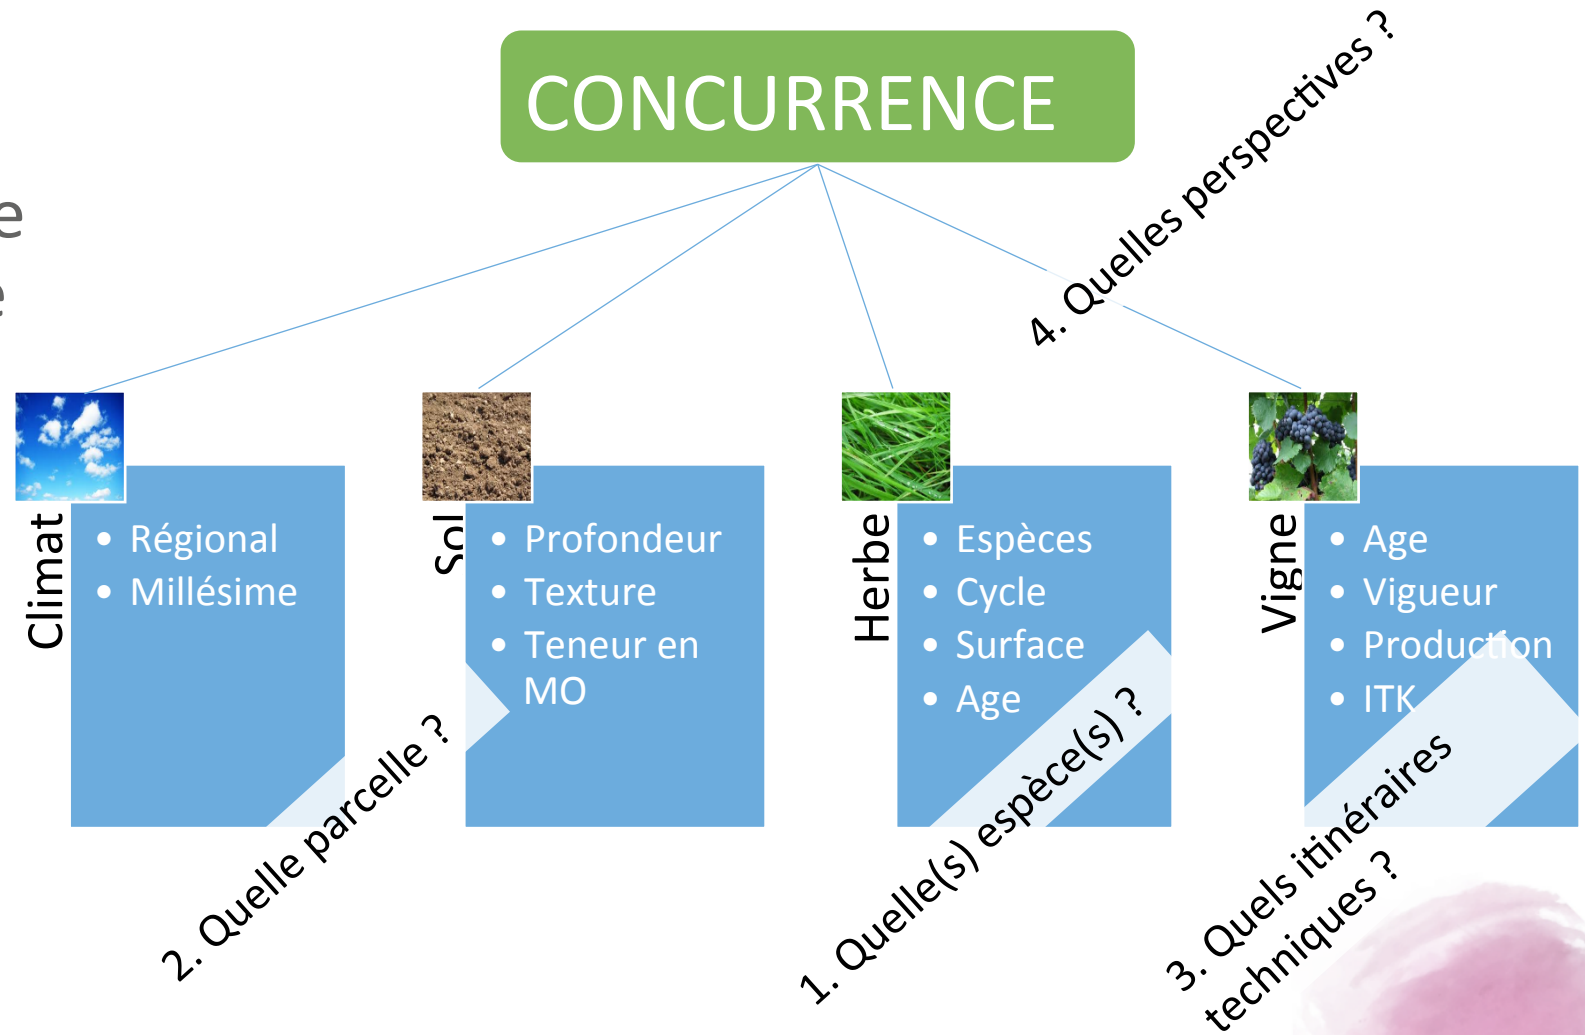 CONCURRENCE
4. Quelles perspectives ?
e
e
Climat
• Régional
• Millésime
Sol
• Profondeur
• Texture
• Teneur en
MO
Herbe
• Espèces
• Cycle
• Surface
• Age
Vigne
• Age
• Vigueur
• Production
• ITK
2. Quelle parcelle ?
1. Quelle(s) espèce(s) ?
3. Quels itinéraires
techniques ?